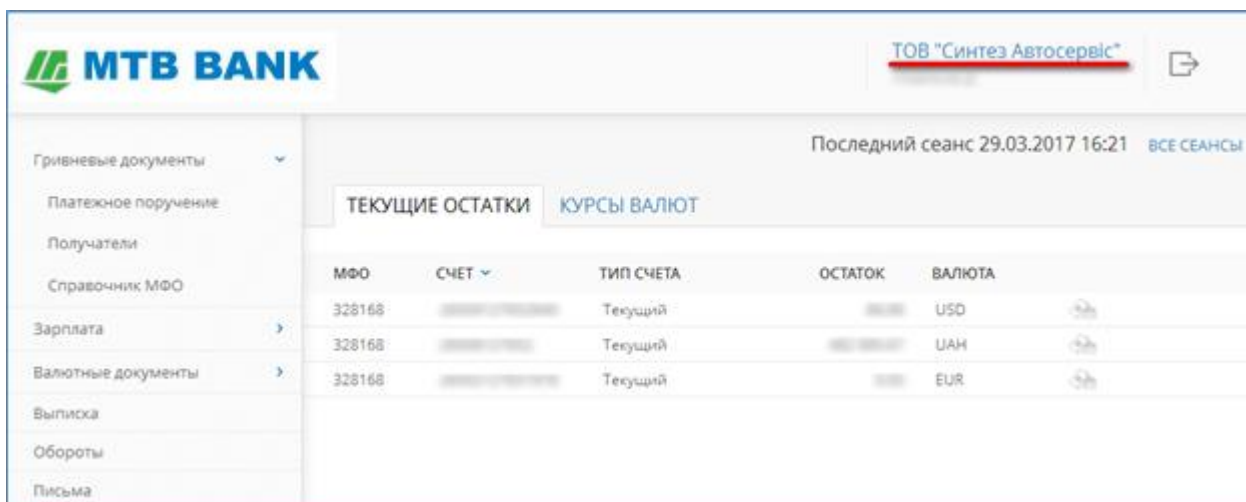 MTB BANK
ТОВ "Синтез Автосервіс"
Последний сеанс 29.03.2017 16:21 ВСЕ СЕАНСЫ
Гривневые документы
Платежное поручение
Получатели
Справочник МФО
Зарплата
Валютные документы
Выписка
Обороты
Письма
ТЕКУЩИЕ ОСТАТКИ КУРСЫ ВАЛЮТ
МФО СЧЕТ ТИП СЧЕТА ОСТАТОК ВАЛЮТА
328168 Текущий USD
328168 Текущий UAH
328168 Текущий EUR